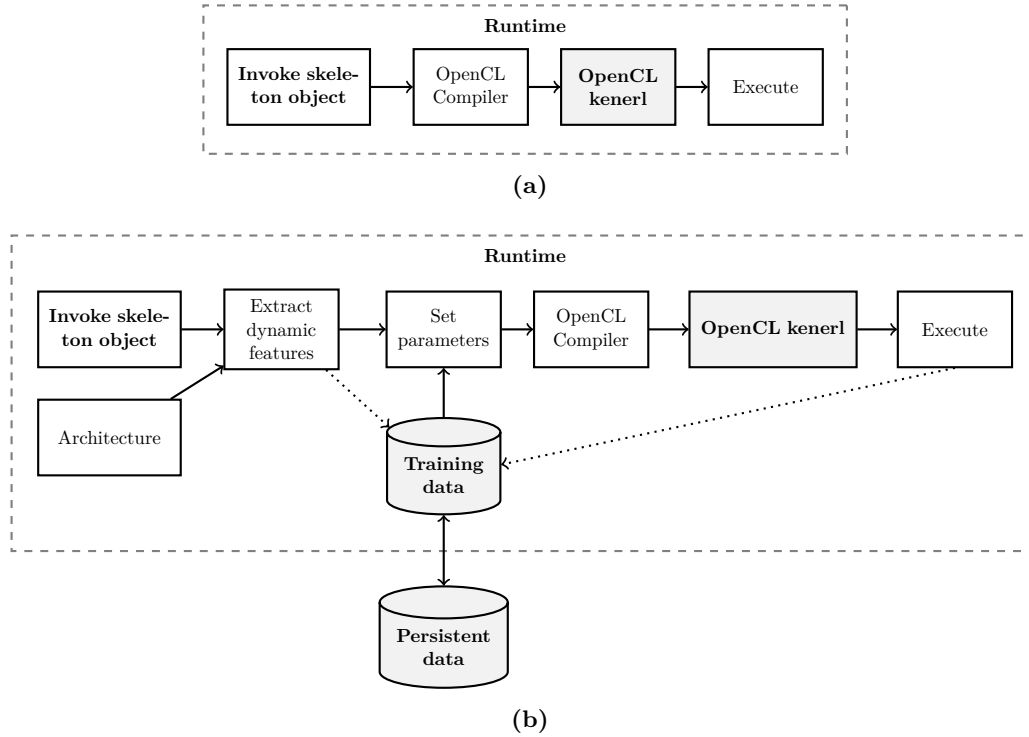 Runtime
Invoke skele-
ton object
OpenCL
Compiler
OpenCL
kenerl
Execute
(a)
Runtime
Invoke skele-
ton object
Extract
dynamic
features
Set
parameters
OpenCL
Compiler
OpenCL kenerl
Execute
Architecture
Training
data
Persistent
data
(b)